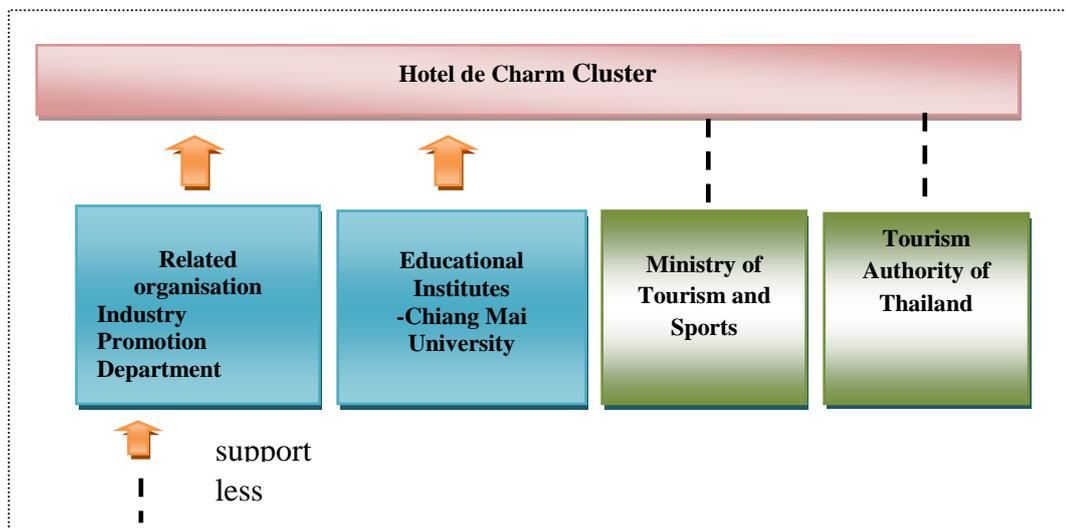 Hotel de Charm Cluster
Related
organisation
Industry
Promotion
Department
Educational
Institutes
-Chiang Mai
University
Ministry of
Tourism and
Sports
Tourism
Authority of
Thailand
support
less